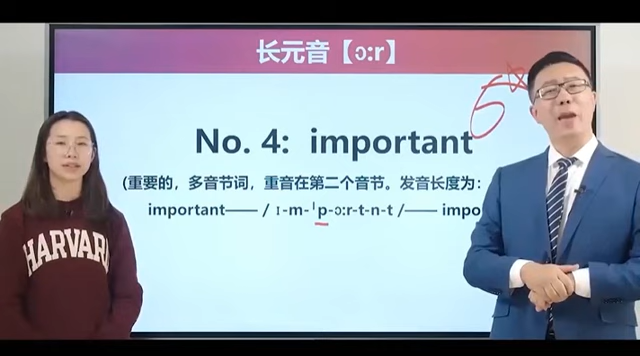 长元音【ɔ:r】
No. 4: important
(重要的，多音节词，重音在第二个音节。发音长度为：
important—— / ɪ-m-ˈp-ɔ:r-t-n-t /—— impo
5
HARVARD